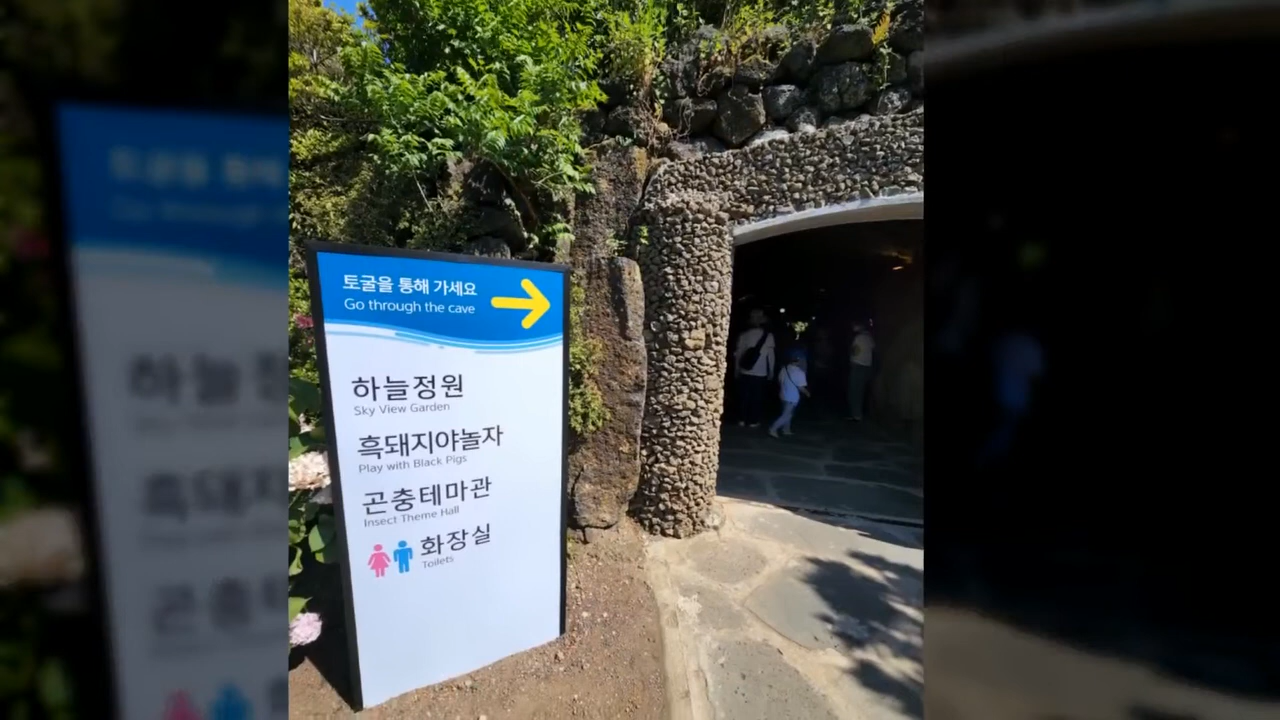 토굴을 통해 가세요
Go through the cave
하늘정원
Sky View Garden
흑돼지야놀자
Play with Black Pigs
곤충테마관
Insect Theme Hall
화장실
Toilets